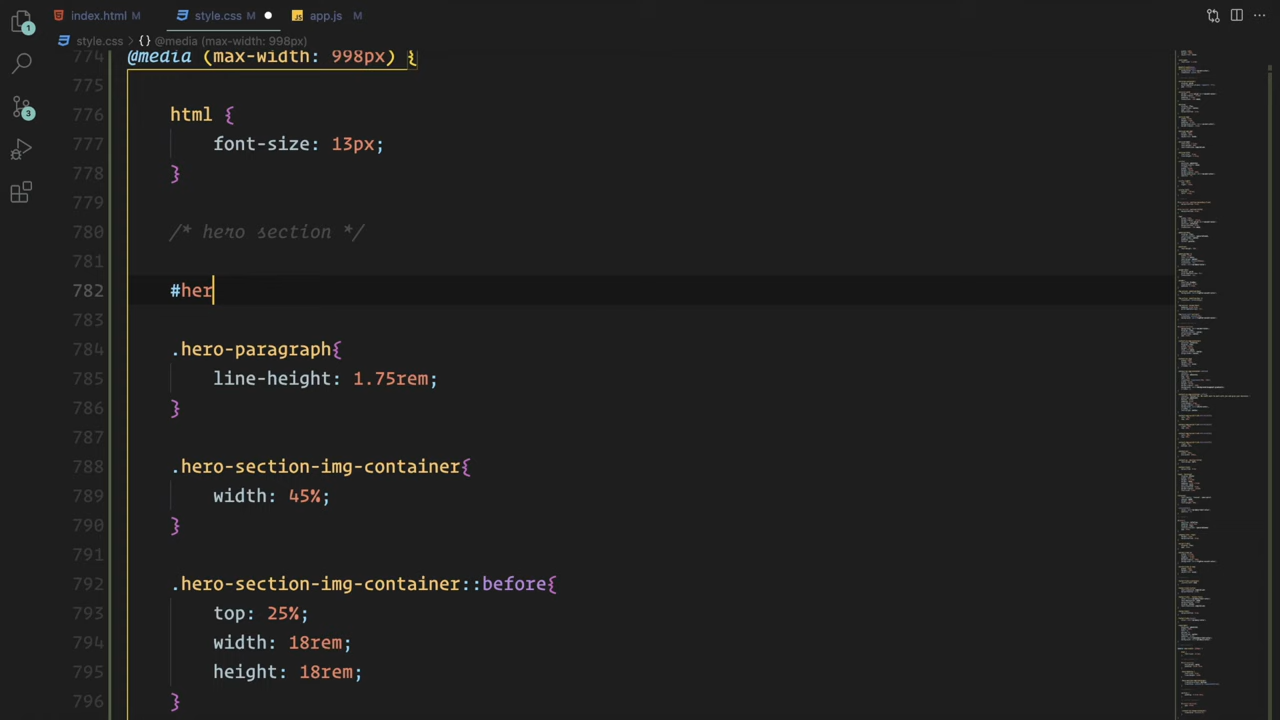 index.html M
style.css M
JS app.js M
style.css {} @media (max-width: 998px)
774 @media (max-width: 998px) {
775
776 html {
777 font-size: 13px;
778 }
779
780 /* hero section */
781
782 #her
783
784 .hero-paragraph{
785 line-height: 1.75rem;
786 }
787
788 .hero-section-img-container{
789 width: 45%;
790 }
791
792 .hero-section-img-container::before{
793 top: 25%;
794 width: 18rem;
795 height: 18rem;
796 }
1
3